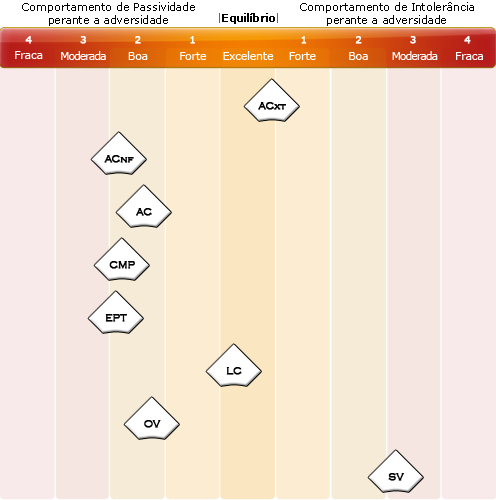 Comportamento de Passividade
perante a adversidade
|Equilíbrio|
Comportamento de Intolerância
perante a adversidade
4 3 2 1 1 2 3 4
Fraca Moderada Boa Forte Excelente Forte Boa Moderada Fraca
ACXT
ACNF
AC
CMP
EPT
LC
OV
SV